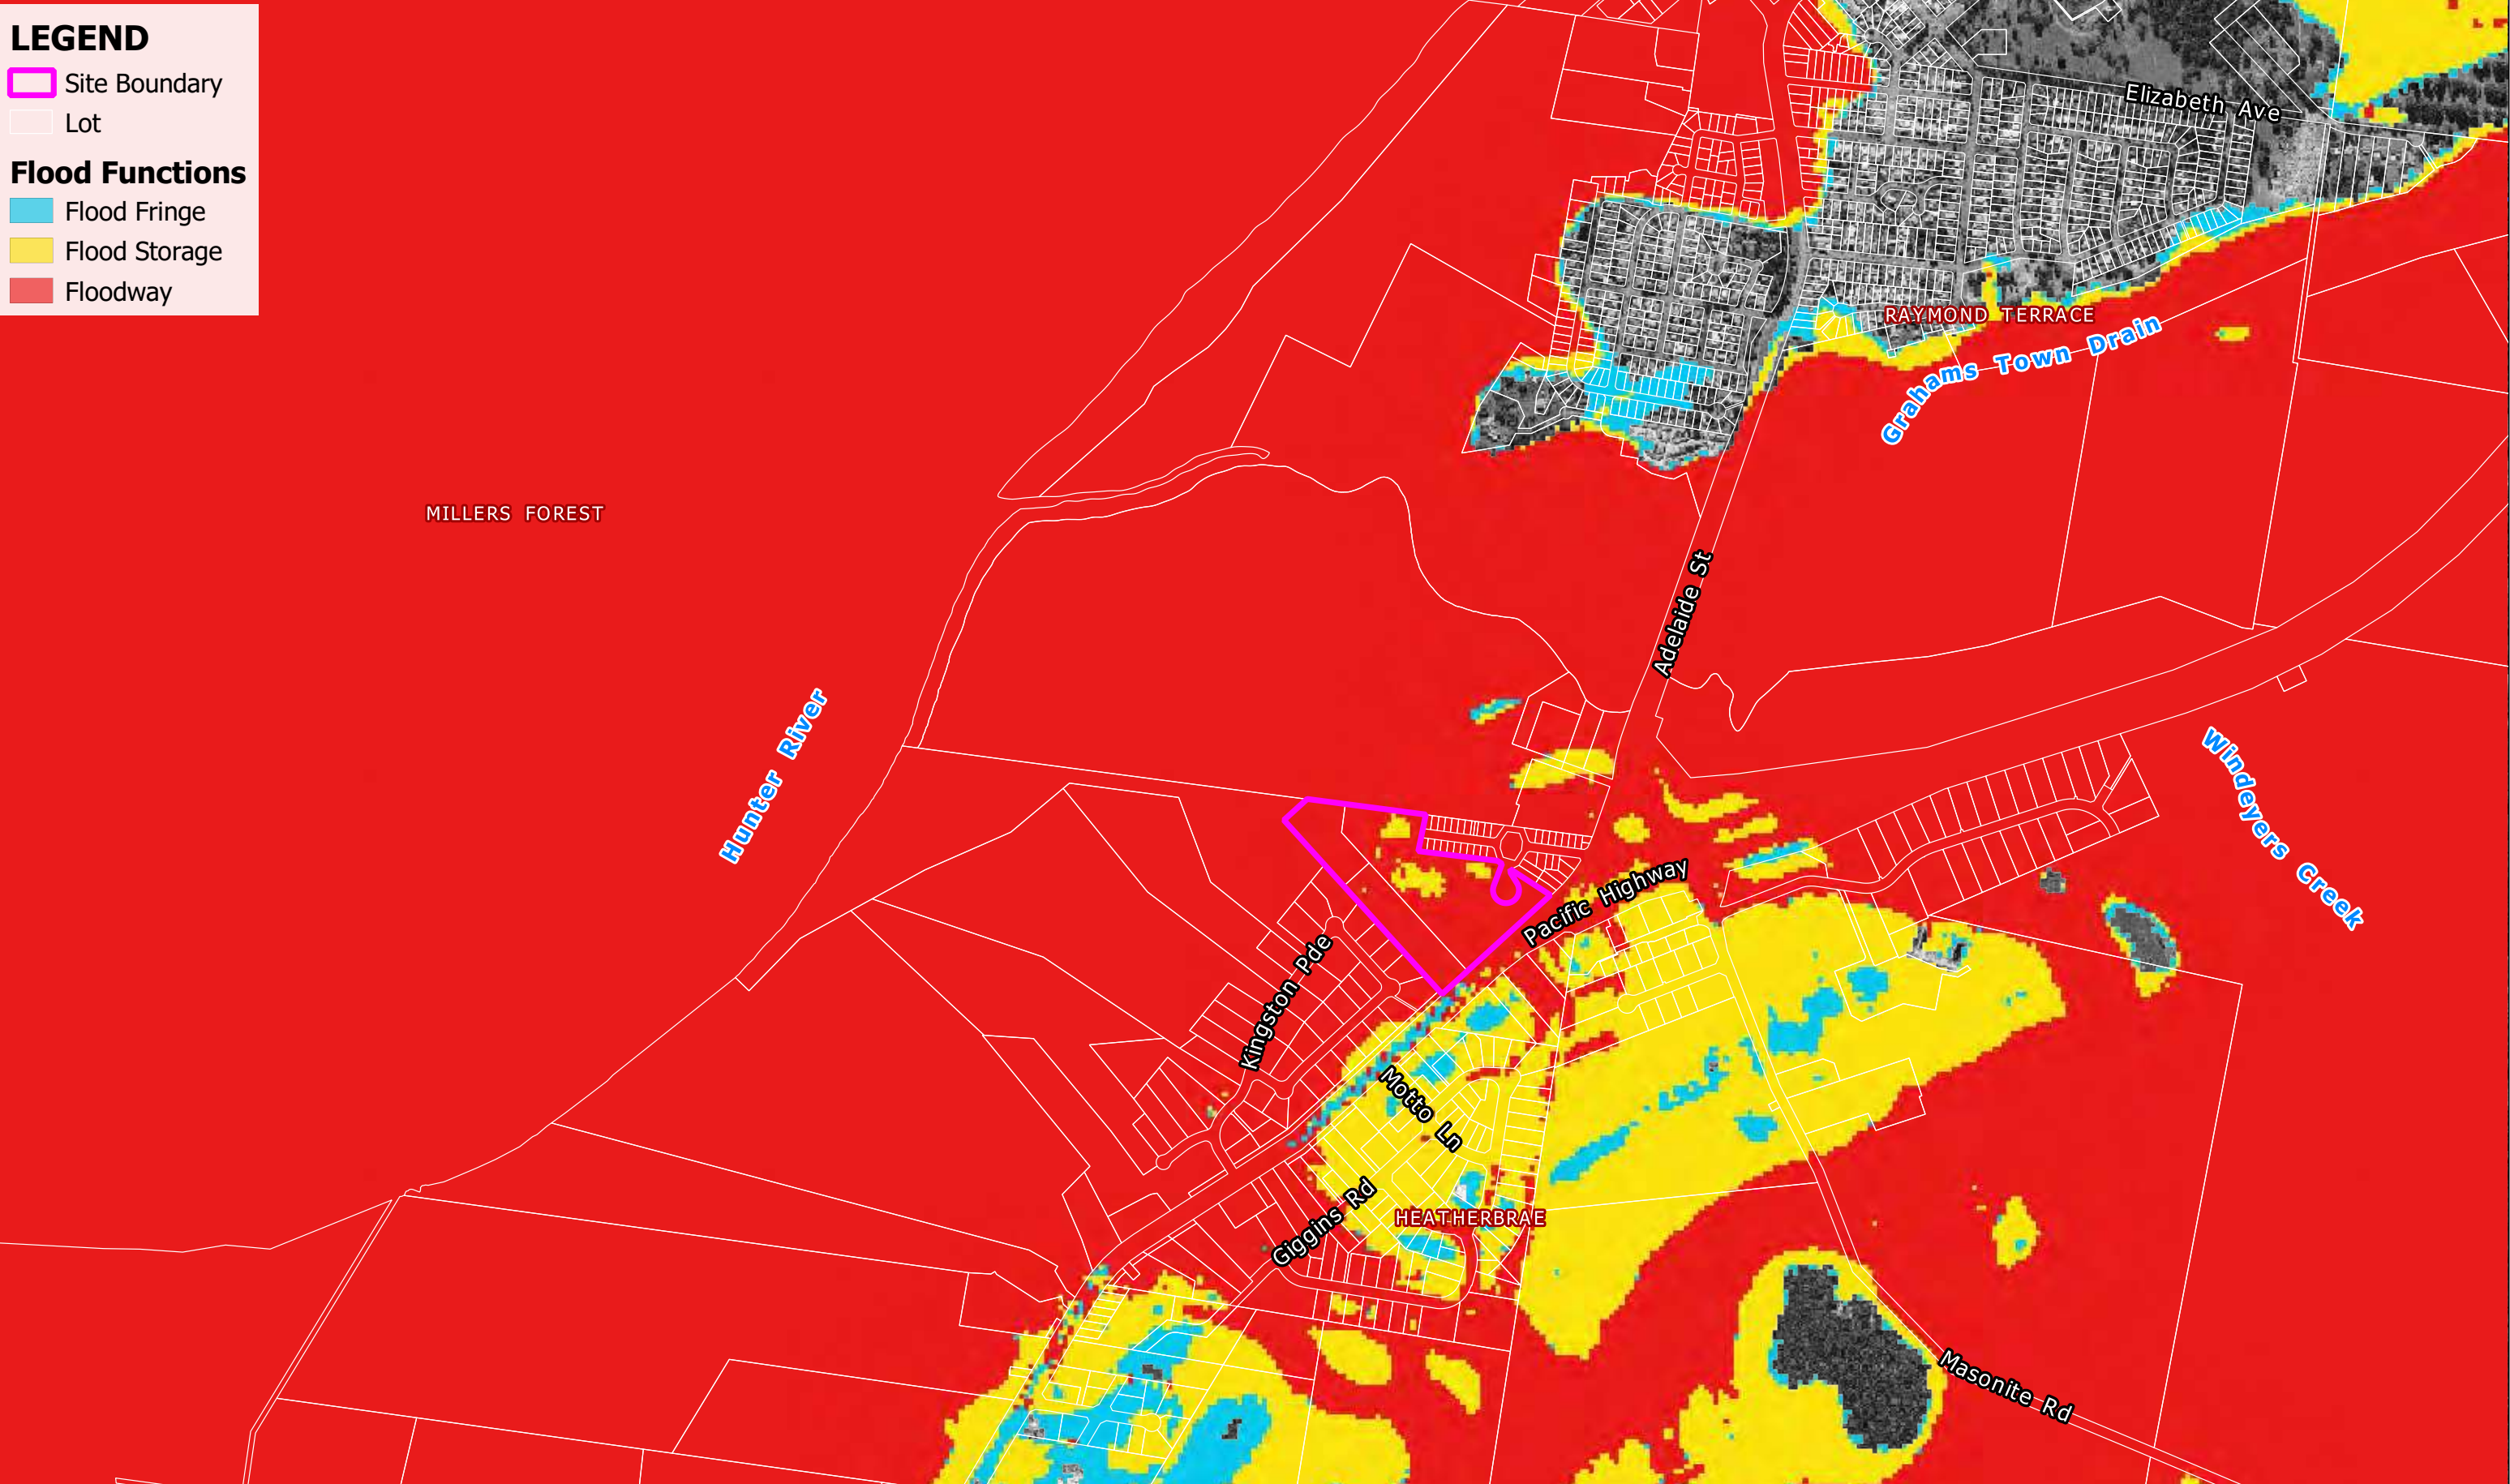 LEGEND
Site Boundary
Lot
Flood Functions
Flood Fringe
Flood Storage
Floodway
Elizabeth Ave
RAYMOND TERRACE
Grahams Town Drain
MILLERS FOREST
Adelaide St
Hunter River
Windeyers Creek
Pacific Highway
Kingston Pde
Motto Ln
Giggins Rd
HEATHERBRAE
Masonite Rd